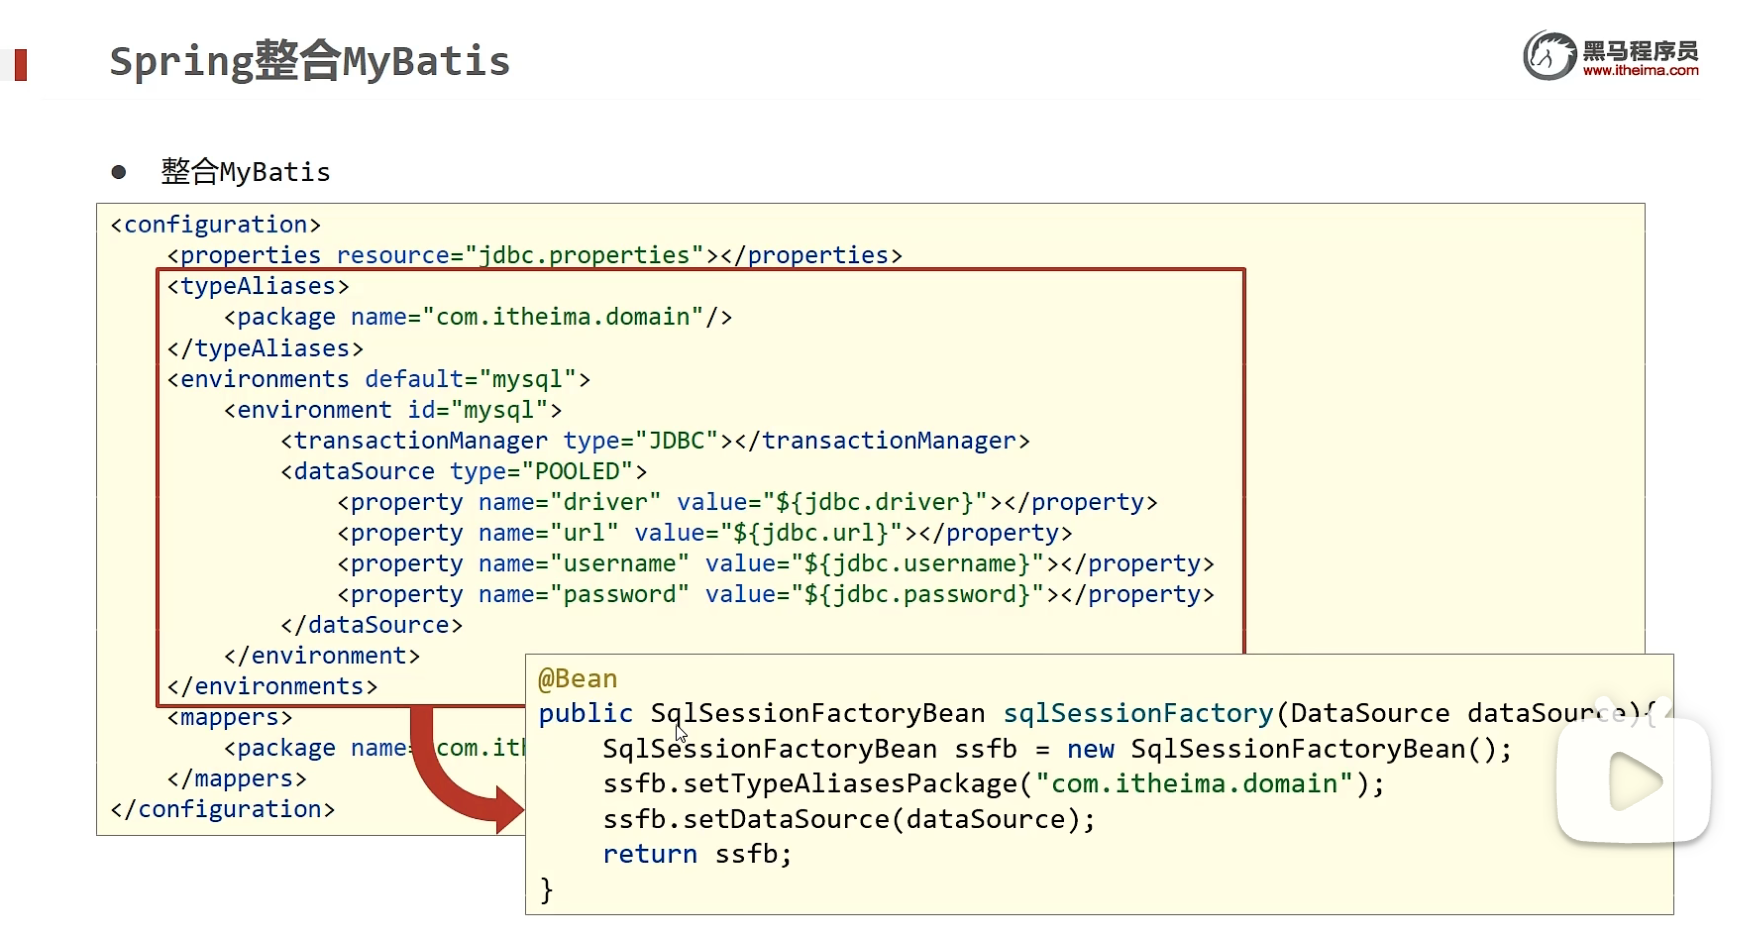 Spring整合MyBatis
黑马程序员
www.itheima.com
● 整合MyBatis
<configuration>
    <properties resource="jdbc.properties"></properties>
    <typeAliases>
        <package name="com.itheima.domain"/>
    </typeAliases>
    <environments default="mysql">
        <environment id="mysql">
            <transactionManager type="JDBC"></transactionManager>
            <dataSource type="POOLED">
                <property name="driver" value="${jdbc.driver}"></property>
                <property name="url" value="${jdbc.url}"></property>
                <property name="username" value="${jdbc.username}"></property>
                <property name="password" value="${jdbc.password}"></property>
            </dataSource>
        </environment>
    </environments>
    <mappers>
        <package name= com.it
    </mappers>
</configuration>
@Bean
public SqlSessionFactoryBean sqlSessionFactory(DataSource dataSource){
    SqlSessionFactoryBean ssfb = new SqlSessionFactoryBean();
    ssfb.setTypeAliasesPackage("com.itheima.domain");
    ssfb.setDataSource(dataSource);
    return ssfb;
}